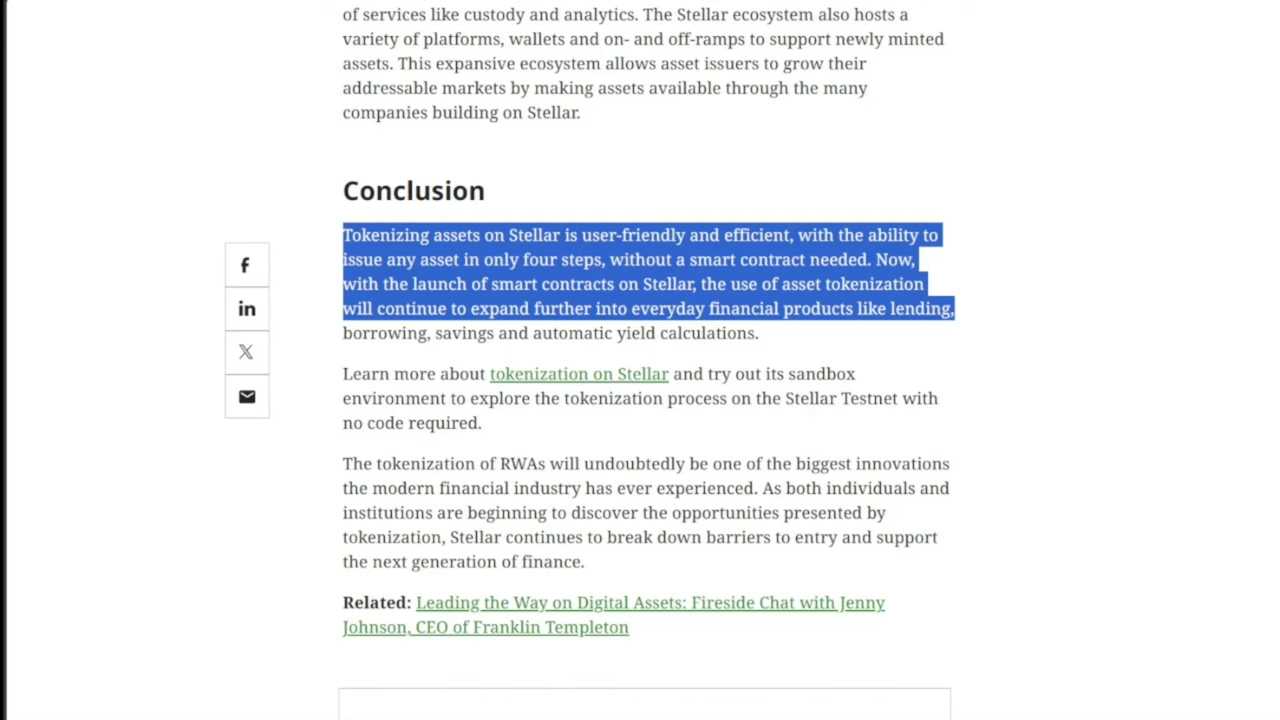 of services like custody and analytics. The Stellar ecosystem also hosts a
variety of platforms, wallets and on- and off-ramps to support newly minted
assets. This expansive ecosystem allows asset issuers to grow their
addressable markets by making assets available through the many
companies building on Stellar.
Conclusion
Tokenizing assets on Stellar is user-friendly and efficient, with the ability to
issue any asset in only four steps, without a smart contract needed. Now,
with the launch of smart contracts on Stellar, the use of asset tokenization
will continue to expand further into everyday financial products like lending,
borrowing, savings and automatic yield calculations.
Learn more about tokenization on Stellar and try out its sandbox
environment to explore the tokenization process on the Stellar Testnet with
no code required.
The tokenization of RWAs will undoubtedly be one of the biggest innovations
the modern financial industry has ever experienced. As both individuals and
institutions are beginning to discover the opportunities presented by
tokenization, Stellar continues to break down barriers to entry and support
the next generation of finance.
Related: Leading the Way on Digital Assets: Fireside Chat with Jenny
Johnson, CEO of Franklin Templeton